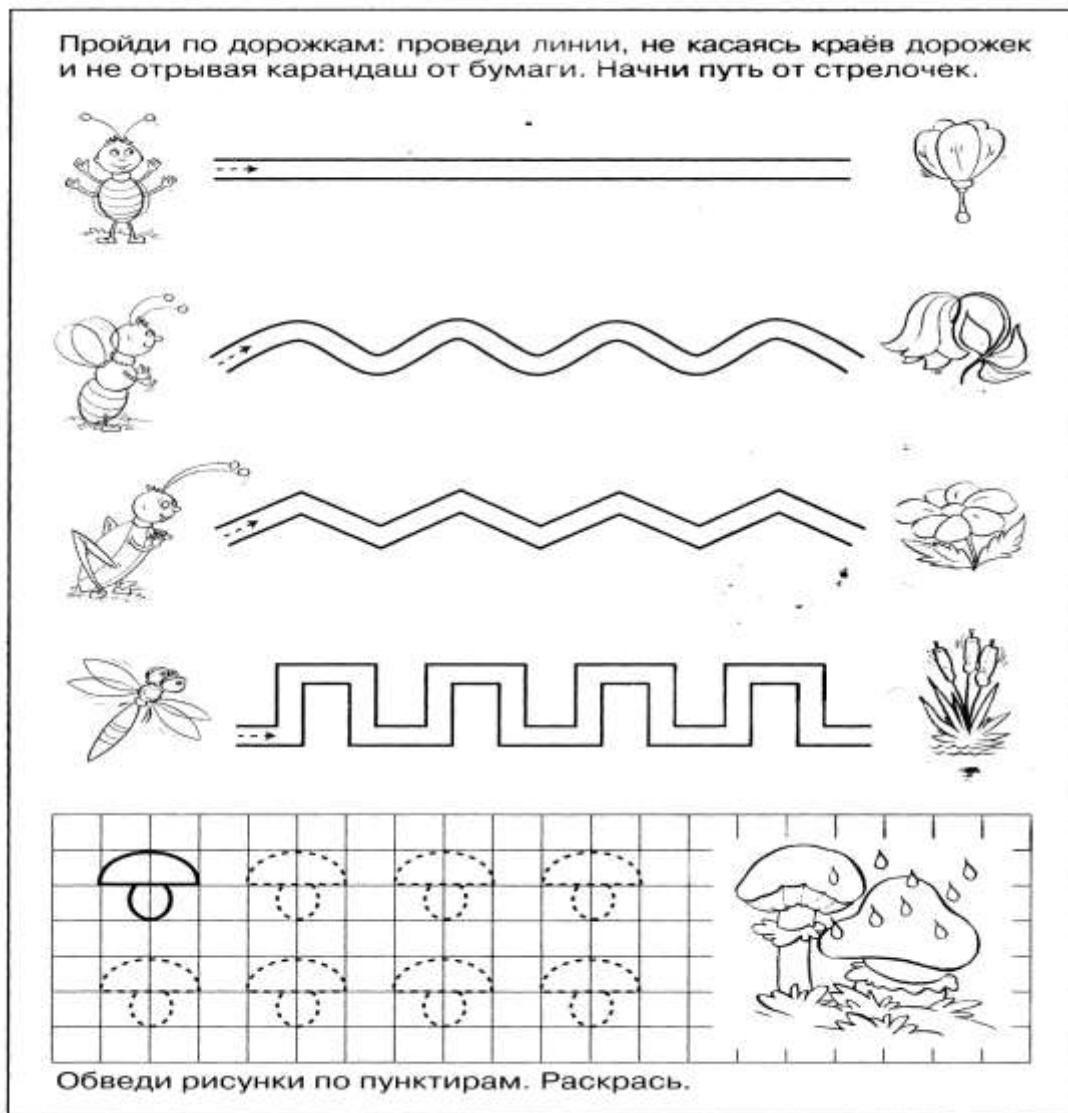 Пройди по дорожкам: проведи линии, не касаясь краёв дорожек
и не отрывая карандаш от бумаги. Начни путь от стрелочек.
Обведи рисунки по пунктирам. Раскрась.